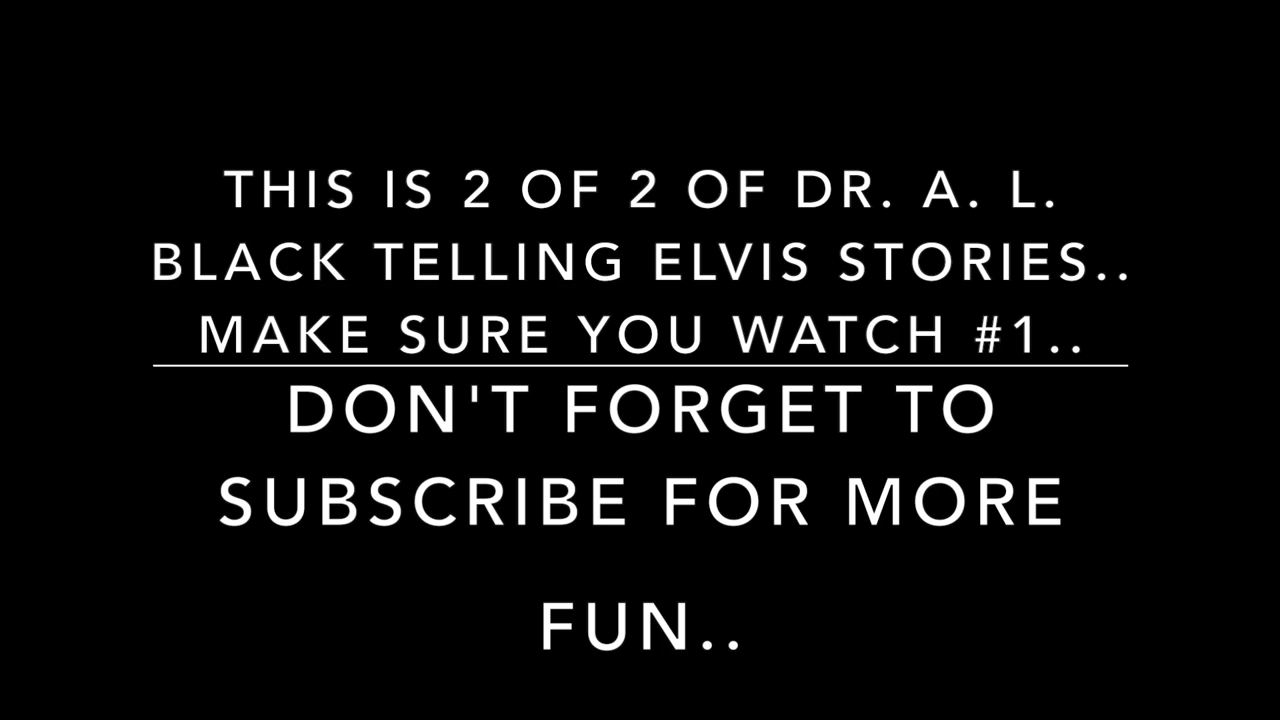 THIS IS 2 OF 2 OF DR. A. L.
BLACK TELLING ELVIS STORIES..
MAKE SURE YOU WATCH #1..
DON'T FORGET TO
SUBSCRIBE FOR MORE
FUN..